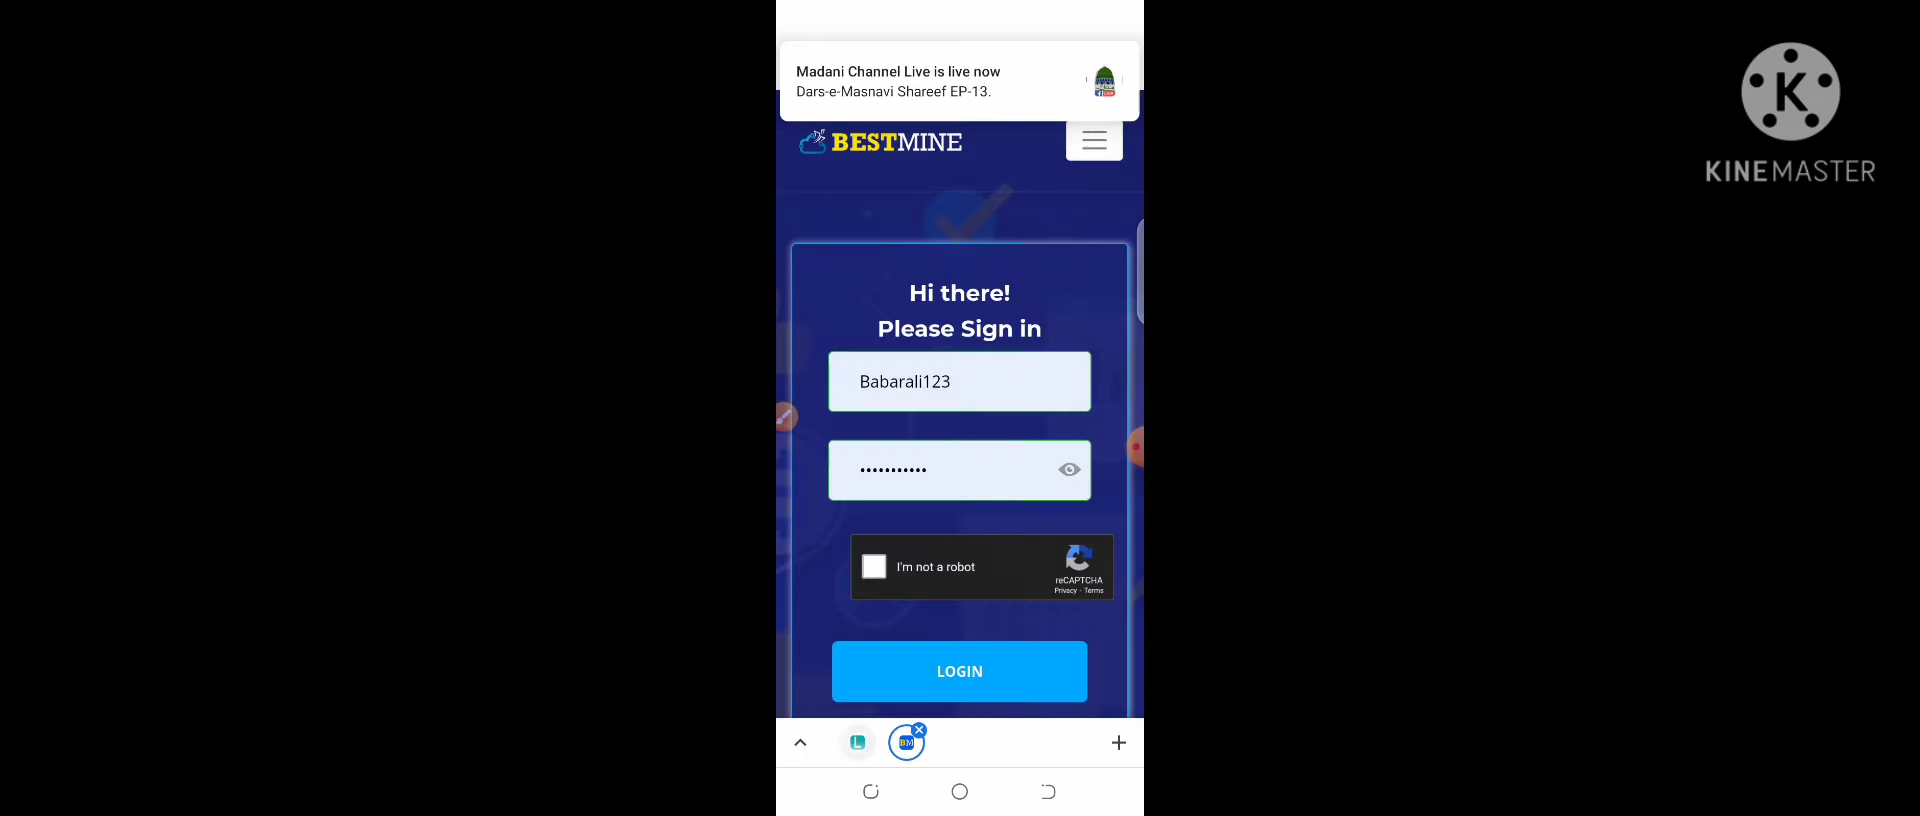 Madani Channel Live is live now
Dars-e-Masnavi Shareef EP-13.
BESTMINE
K
KINEMASTER
Hi there!
Please Sign in
Babarali123
•••••••••••
I'm not a robot
reCAPTCHA
Privacy - Terms
LOGIN
L
BM